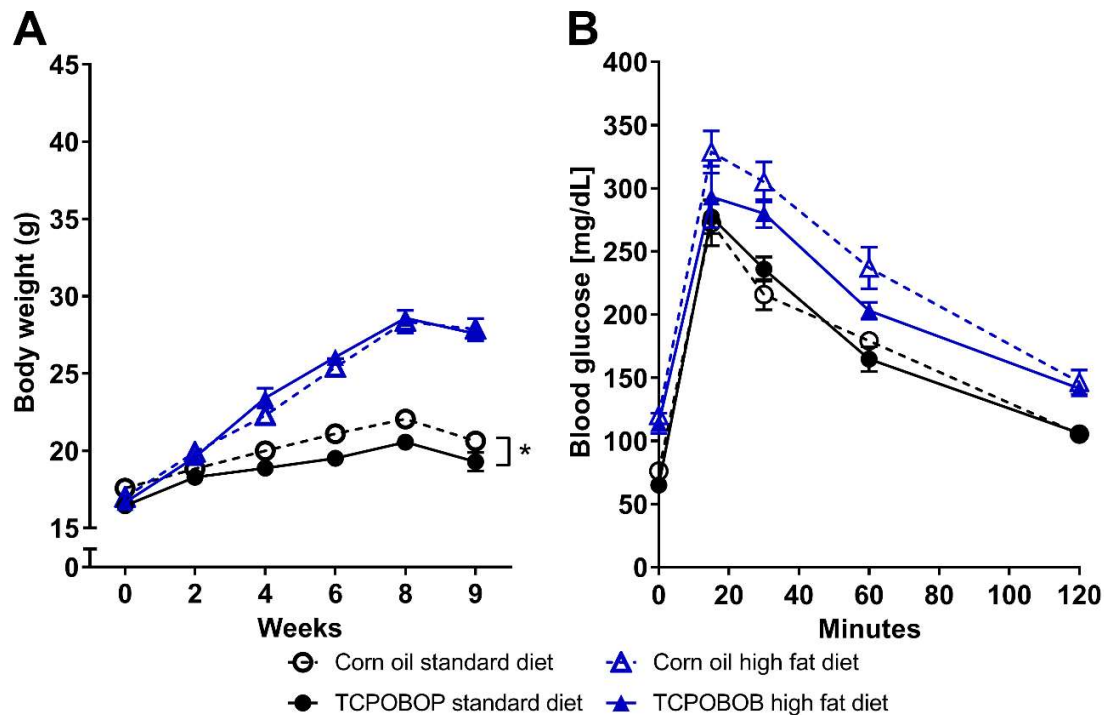 A
B
Body weight (g)
45
40
35
30
25
20
15
0
*
0 2 4 6 8 9
Weeks
Blood glucose [mg/dL]
400
350
300
250
200
150
100
50
0
0 20 40 60 80 100 120
Minutes
Corn oil standard diet
Corn oil high fat diet
TCPOBOP standard diet
TCPOBOB high fat diet